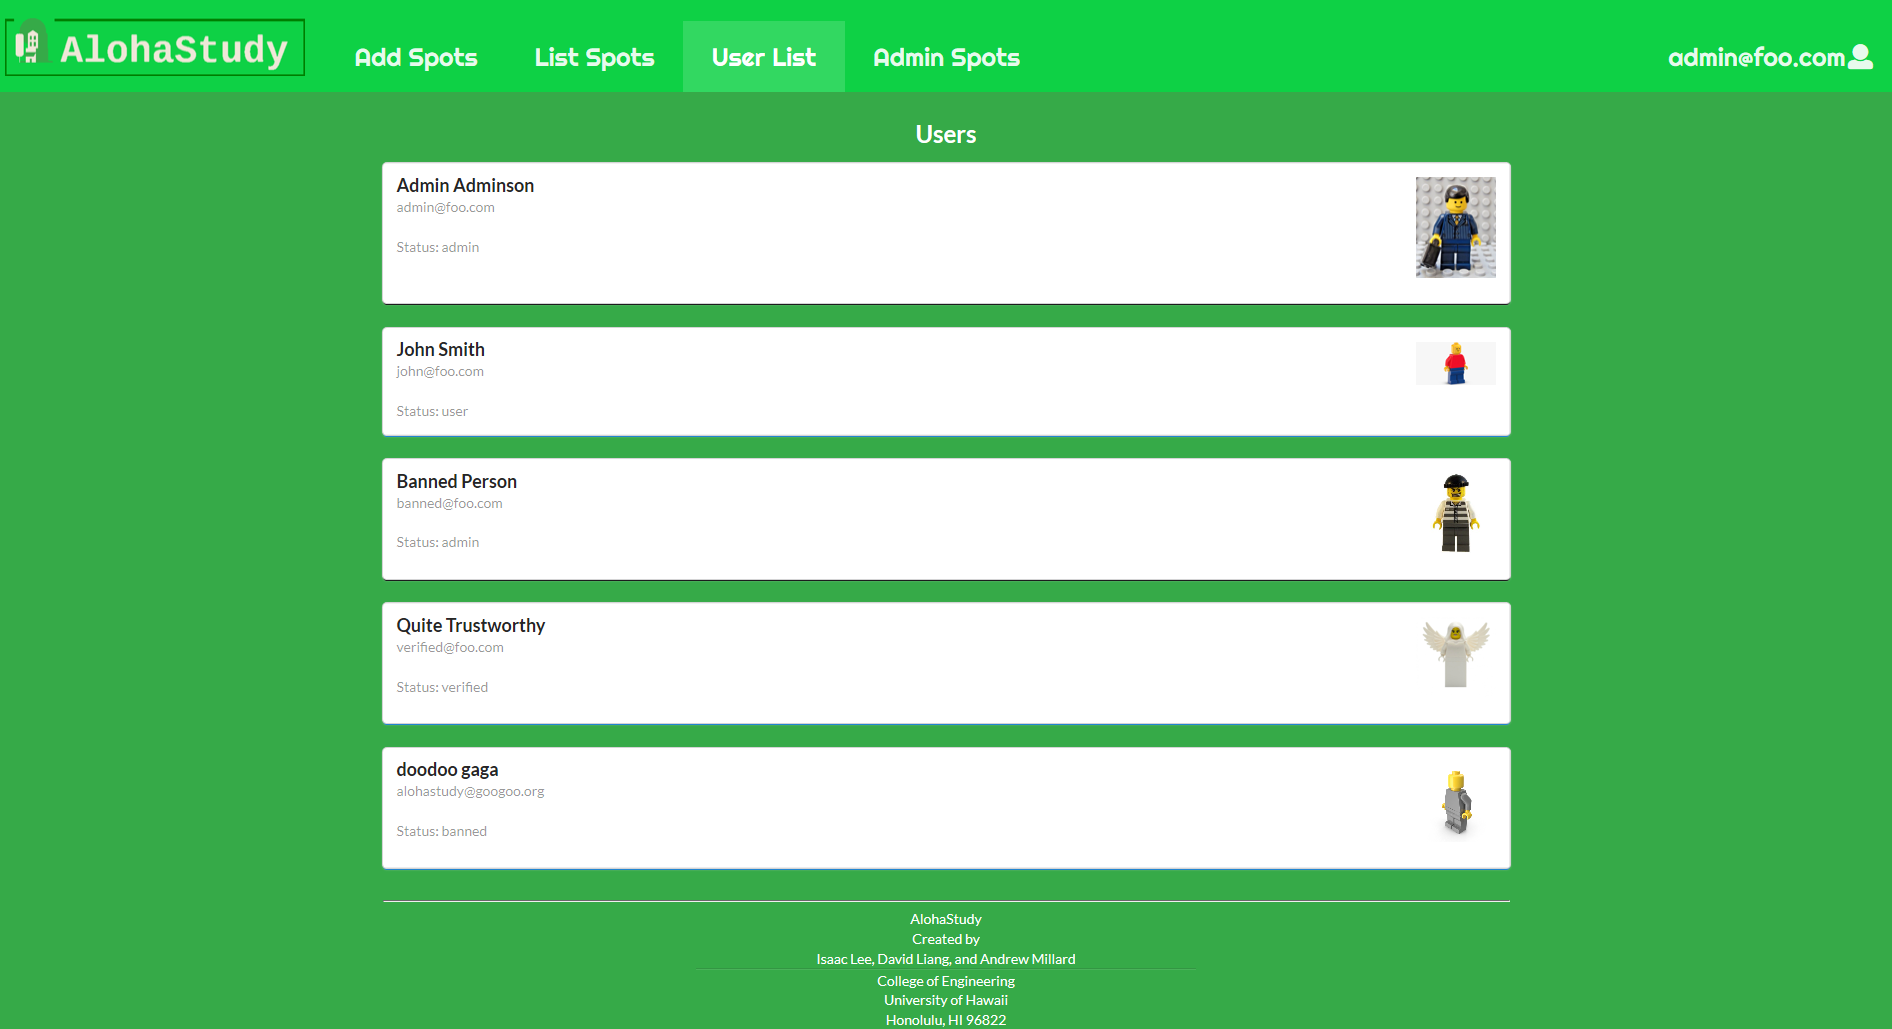 AlohaStudy
Add Spots
List Spots
User List
Admin Spots
admin@foo.com
Users
Admin Adminson
admin@foo.com
Status: admin
John Smith
john@foo.com
Status: user
Banned Person
banned@foo.com
Status: admin
Quite Trustworthy
verified@foo.com
Status: verified
doodoo gaga
alohastudy@googoo.org
Status: banned
AlohaStudy
Created by
Isaac Lee, David Liang, and Andrew Millard
College of Engineering
University of Hawaii
Honolulu, HI 96822